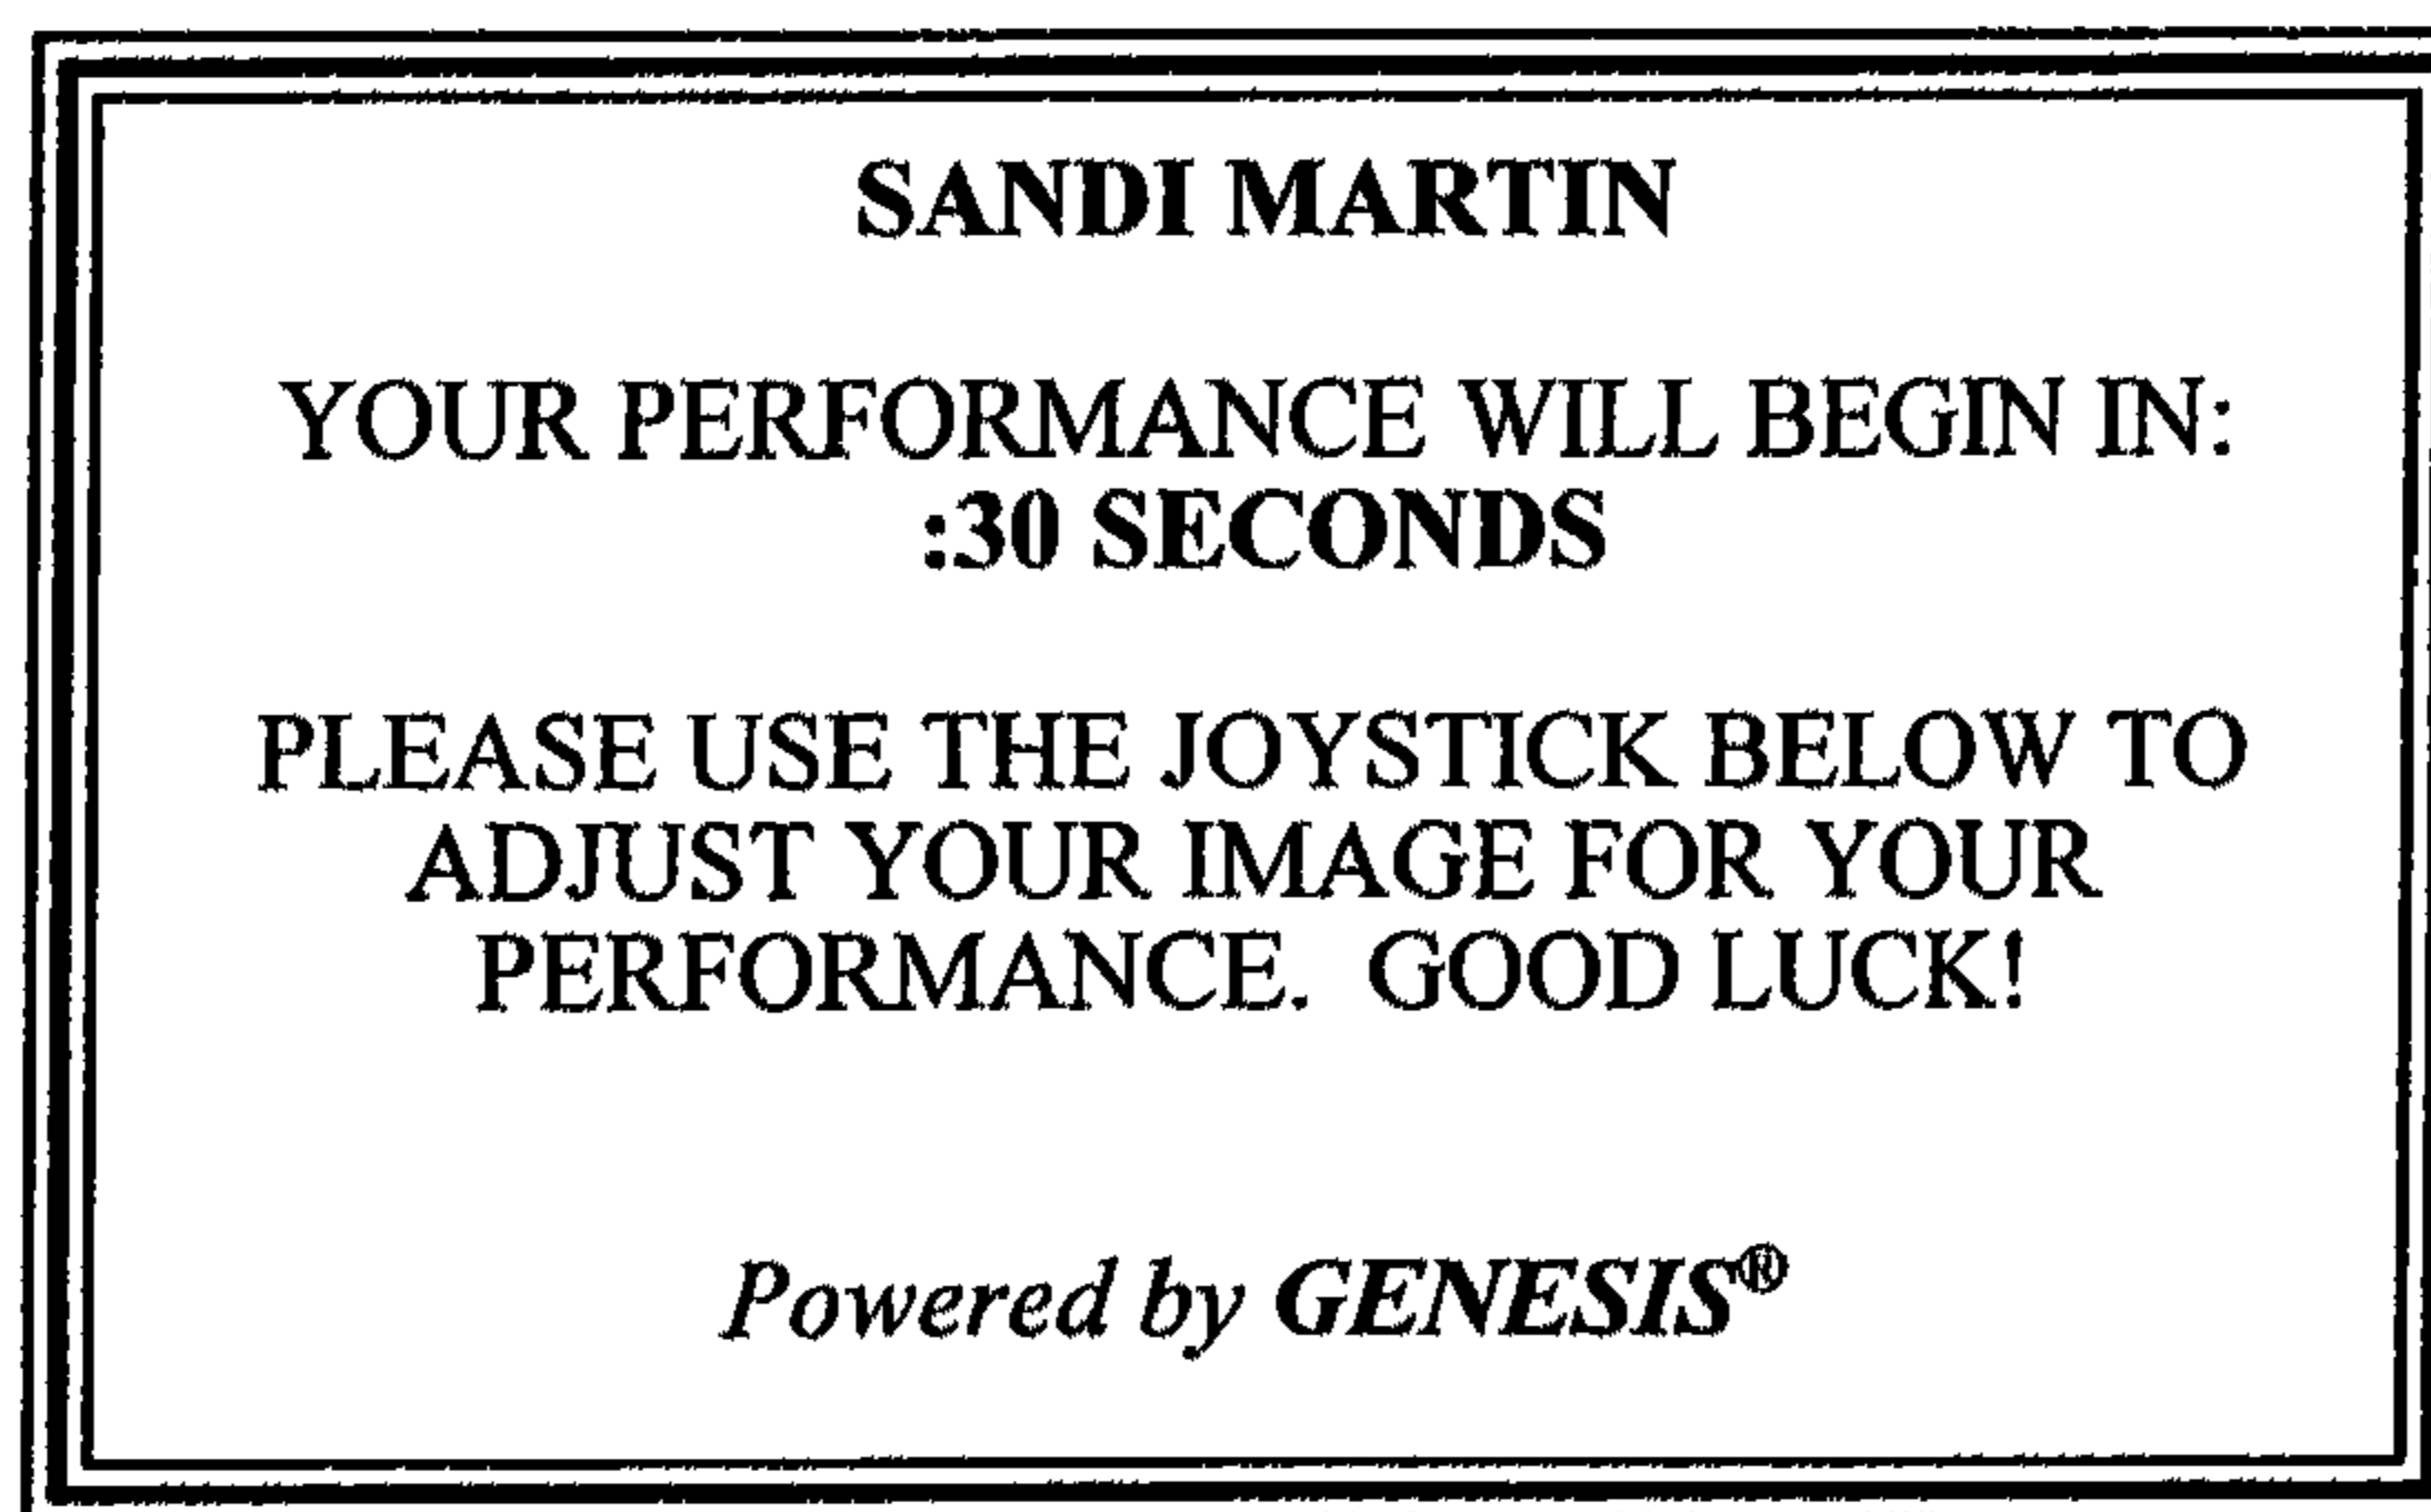 SANDI MARTIN
YOUR PERFORMANCE WILL BEGIN IN:
:30 SECONDS
PLEASE USE THE JOYSTICK BELOW TO
ADJUST YOUR IMAGE FOR YOUR
PERFORMANCE.  GOOD LUCK!
Powered by GENESIS®